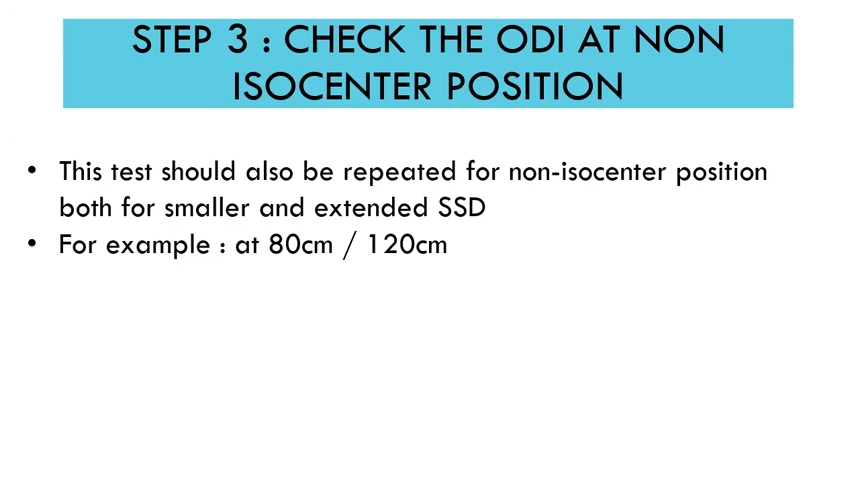 STEP 3 : CHECK THE ODI AT NON
ISOCENTER POSITION
• This test should also be repeated for non-isocenter position
both for smaller and extended SSD
• For example : at 80cm / 120cm